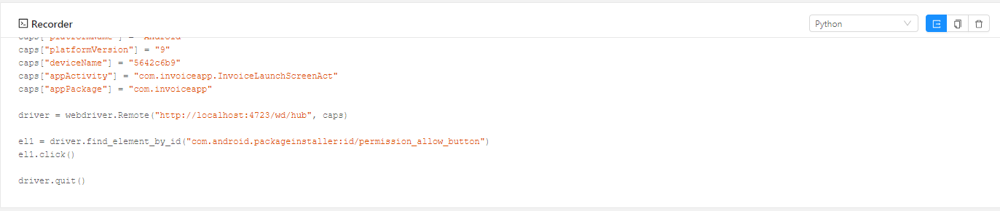 Recorder
Python
caps["platformName"] = "Android"
caps["platformVersion"] = "9"
caps["deviceName"] = "5642c6b9"
caps["appActivity"] = "com.invoiceapp.InvoiceLaunchScreenAct"
caps["appPackage"] = "com.invoiceapp"
driver = webdriver.Remote("http://localhost:4723/wd/hub", caps)
el1 = driver.find_element_by_id("com.android.packageinstaller:id/permission_allow_button")
el1.click()
driver.quit()